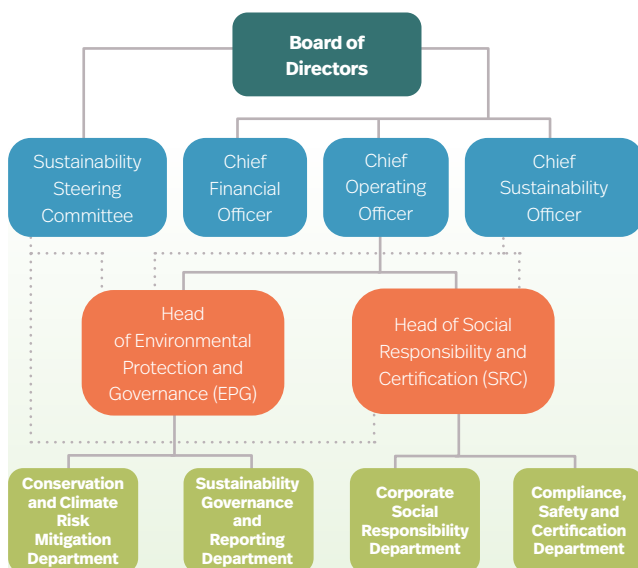 Board of
Directors
Sustainability
Steering
Committee
Chief
Financial
Officer
Chief
Operating
Officer
Chief
Sustainability
Officer
Head
of Environmental
Protection and
Governance (EPG)
Head of Social
Responsibility and
Certification (SRC)
Conservation
and Climate
Risk
Mitigation
Department
Sustainability
Governance
and
Reporting
Department
Corporate
Social
Responsibility
Department
Compliance,
Safety and
Certification
Department